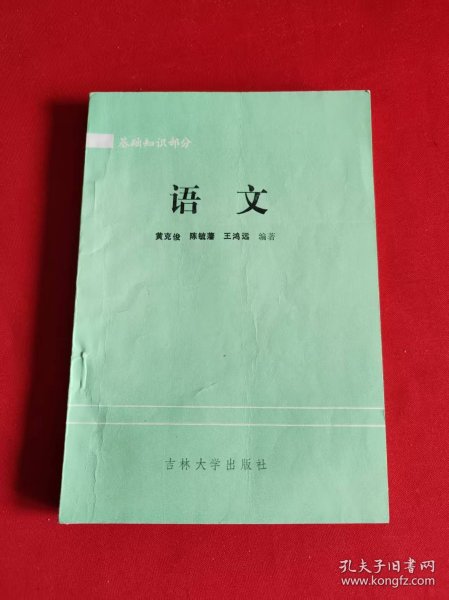 基础知识部分
语文
黄克俊 陈毓藩 王鸿远 编著
吉林大学出版社
孔夫子旧书网
www.kongfz.com